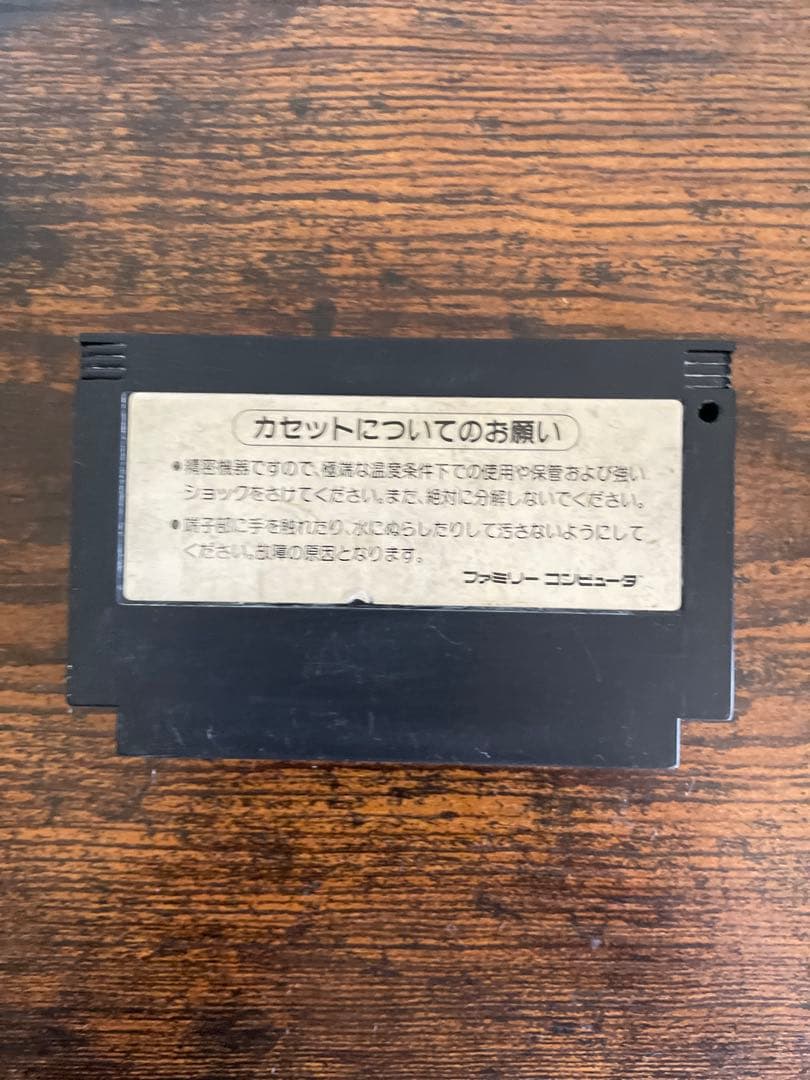 カセットについてのお願い
●精密機器ですので、極端な温度条件下での使用や保管および強い
ショックをさけてください。また、絶対に分解しないでください。
●端子部に手を触れたり、水にぬらしたりして汚さないようにして
ください。故障の原因となります。
ファミリー コンピュータ